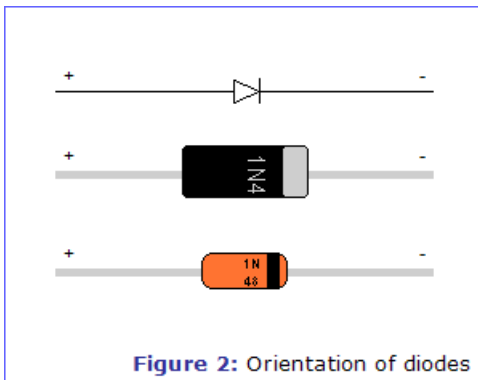 + -
+ -
1N4
+ -
1N
48
Figure 2: Orientation of diodes